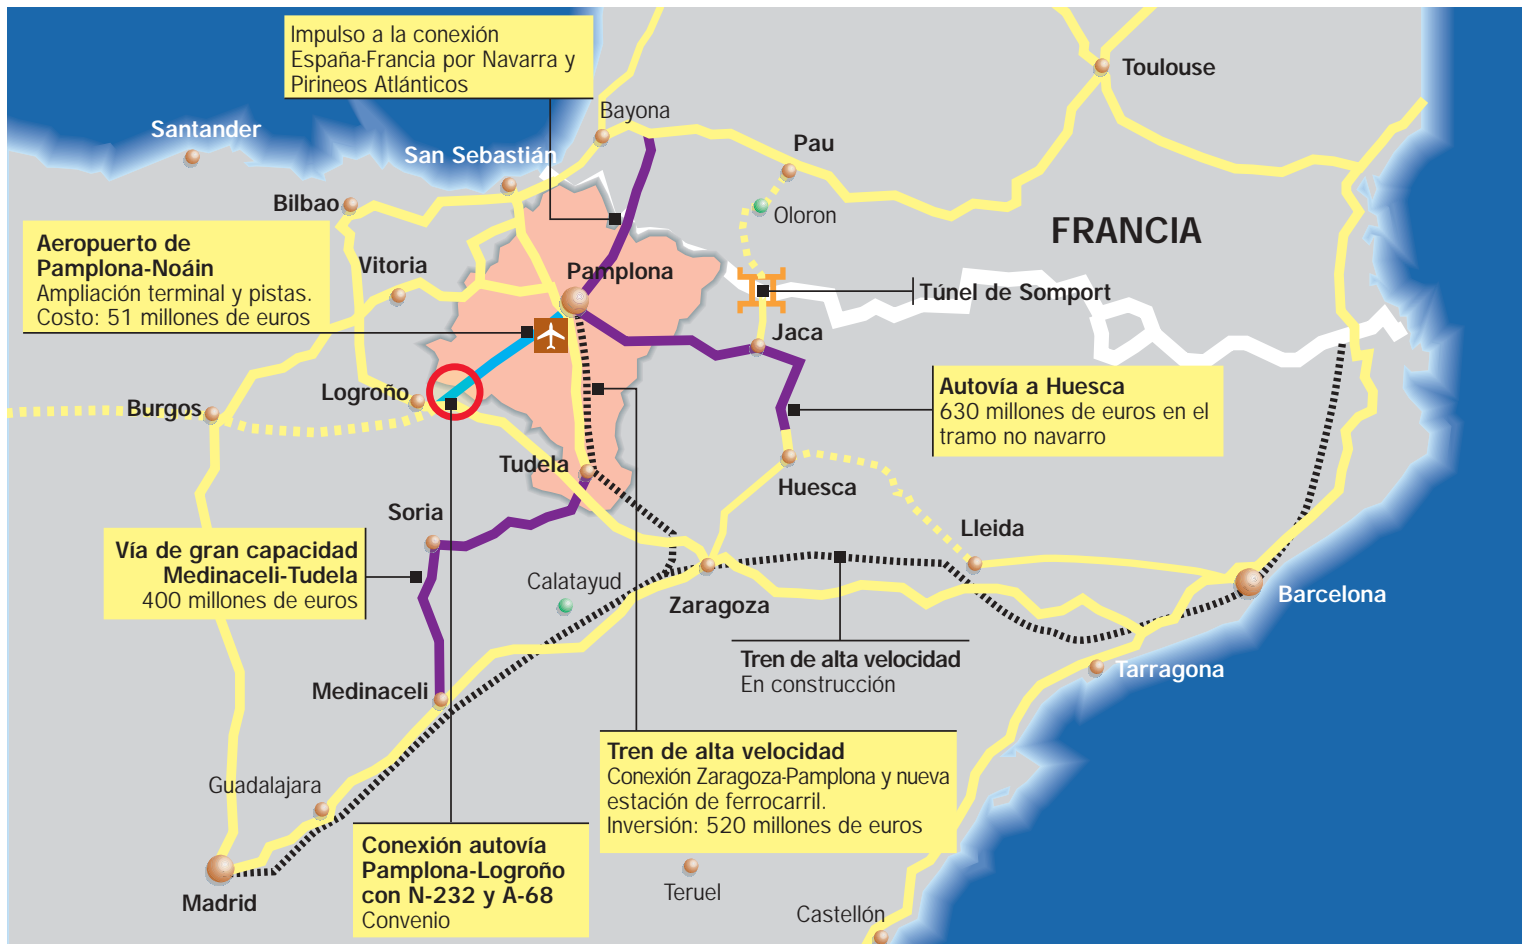 Impulso a la conexión
España-Francia por Navarra y
Pirineos Atlánticos
Toulouse
Bayona
Santander
Pau
San Sebastián
Bilbao
Oloron
FRANCIA
Aeropuerto de
Pamplona-Noáin
Ampliación terminal y pistas.
Costo: 51 millones de euros
Vitoria
Pamplona
Túnel de Somport
Jaca
Logroño
Burgos
Autovía a Huesca
630 millones de euros en el
tramo no navarro
Tudela
Huesca
Soria
Lleida
Vía de gran capacidad
Medinaceli-Tudela
400 millones de euros
Calatayud
Zaragoza
Barcelona
Tren de alta velocidad
En construcción
Tarragona
Medinaceli
Tren de alta velocidad
Conexión Zaragoza-Pamplona y nueva
estación de ferrocarril.
Inversión: 520 millones de euros
Guadalajara
Conexión autovía
Pamplona-Logroño
con N-232 y A-68
Convenio
Madrid
Teruel
Castellón